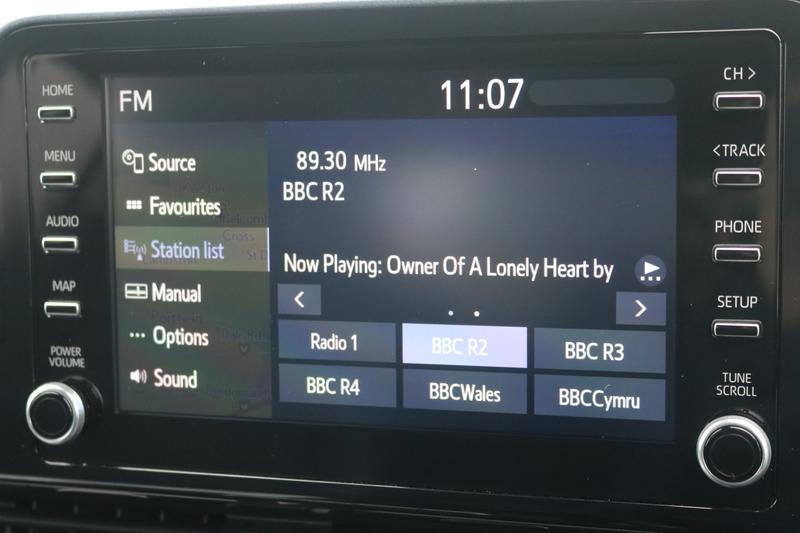 HOME
MENU
AUDIO
MAP
POWER
VOLUME
FM
11:07
Source
Favourites
Station list
Manual
Options
Sound
89.30 MHz
BBC R2
Now Playing: Owner Of A Lonely Heart by
Radio 1
BBC R2
BBC R3
BBC R4
BBCWales
BBCCymru
CH >
< TRACK
PHONE
SETUP
TUNE
SCROLL